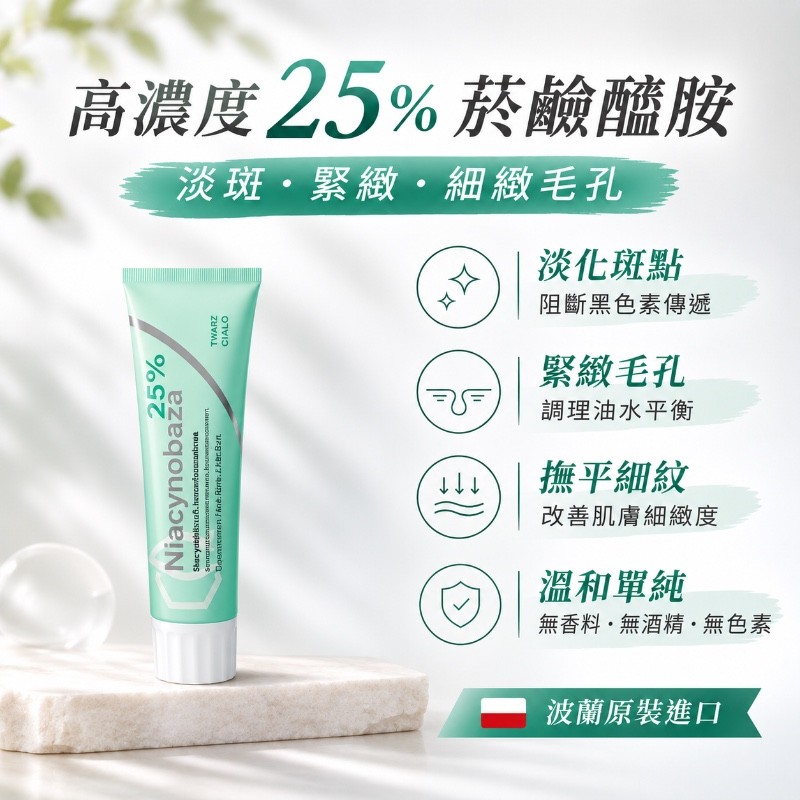 高濃度25%菸鹼醯胺
淡斑・緊緻・細緻毛孔
淡化斑點
阻斷黑色素傳遞
緊緻毛孔
調理油水平衡
撫平細紋
改善肌膚細緻度
溫和單純
無香料・無酒精・無色素
波蘭原裝進口
TWARZ
CIAŁO
25%
Niacynobaza